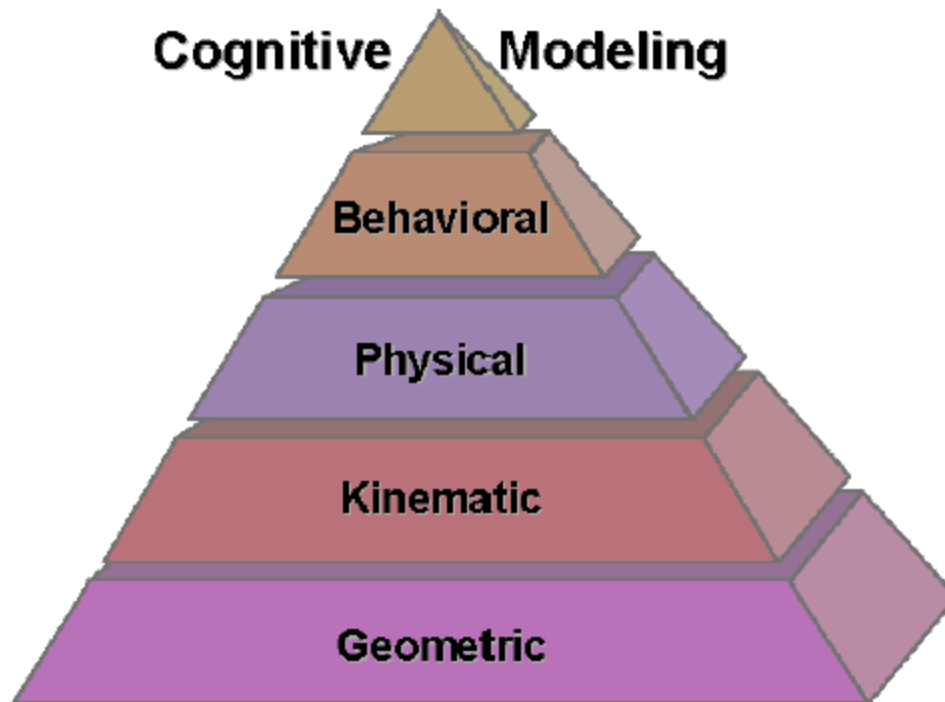 Cognitive Modeling
Behavioral
Physical
Kinematic
Geometric